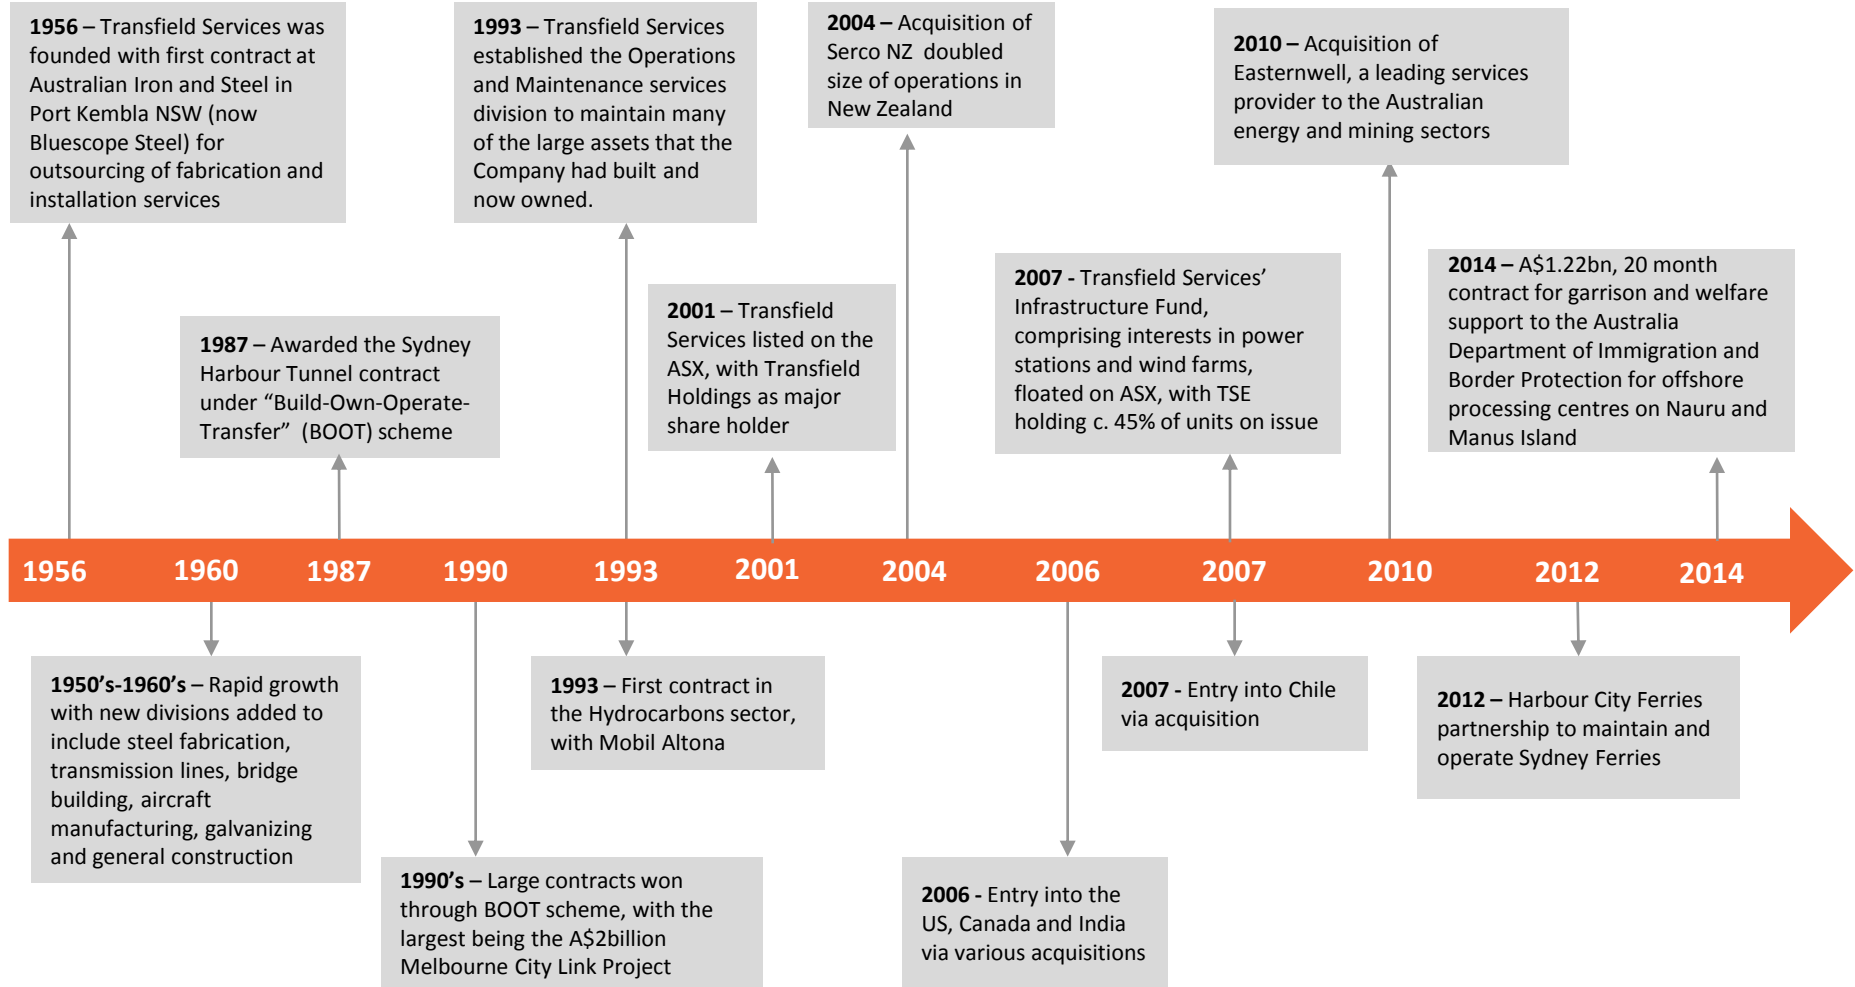 1956 – Transfield Services was
founded with first contract at
Australian Iron and Steel in
Port Kembla NSW (now
Bluescope Steel) for
outsourcing of fabrication and
installation services
1993 – Transfield Services
established the Operations
and Maintenance services
division to maintain many
of the large assets that the
Company had built and
now owned.
2004 – Acquisition of
Serco NZ  doubled
size of operations in
New Zealand
2010 – Acquisition of
Easternwell, a leading services
provider to the Australian
energy and mining sectors
1987 – Awarded the Sydney
Harbour Tunnel contract
under “Build-Own-Operate-
Transfer”  (BOOT) scheme
2001 – Transfield
Services listed on the
ASX, with Transfield
Holdings as major
share holder
2007 - Transfield Services’
Infrastructure Fund,
comprising interests in power
stations and wind farms,
floated on ASX, with TSE
holding c. 45% of units on issue
2014 – A$1.22bn, 20 month
contract for garrison and welfare
support to the Australia
Department of Immigration and
Border Protection for offshore
processing centres on Nauru and
Manus Island
1956 1960 1987 1990 1993 2001 2004 2006 2007 2010 2012 2014
1950’s-1960’s – Rapid growth
with new divisions added to
include steel fabrication,
transmission lines, bridge
building, aircraft
manufacturing, galvanizing
and general construction
1990’s – Large contracts won
through BOOT scheme, with the
largest being the A$2billion
Melbourne City Link Project
1993 – First contract in
the Hydrocarbons sector,
with Mobil Altona
2006 - Entry into the
US, Canada and India
via various acquisitions
2007 - Entry into Chile
via acquisition
2012 – Harbour City Ferries
partnership to maintain and
operate Sydney Ferries